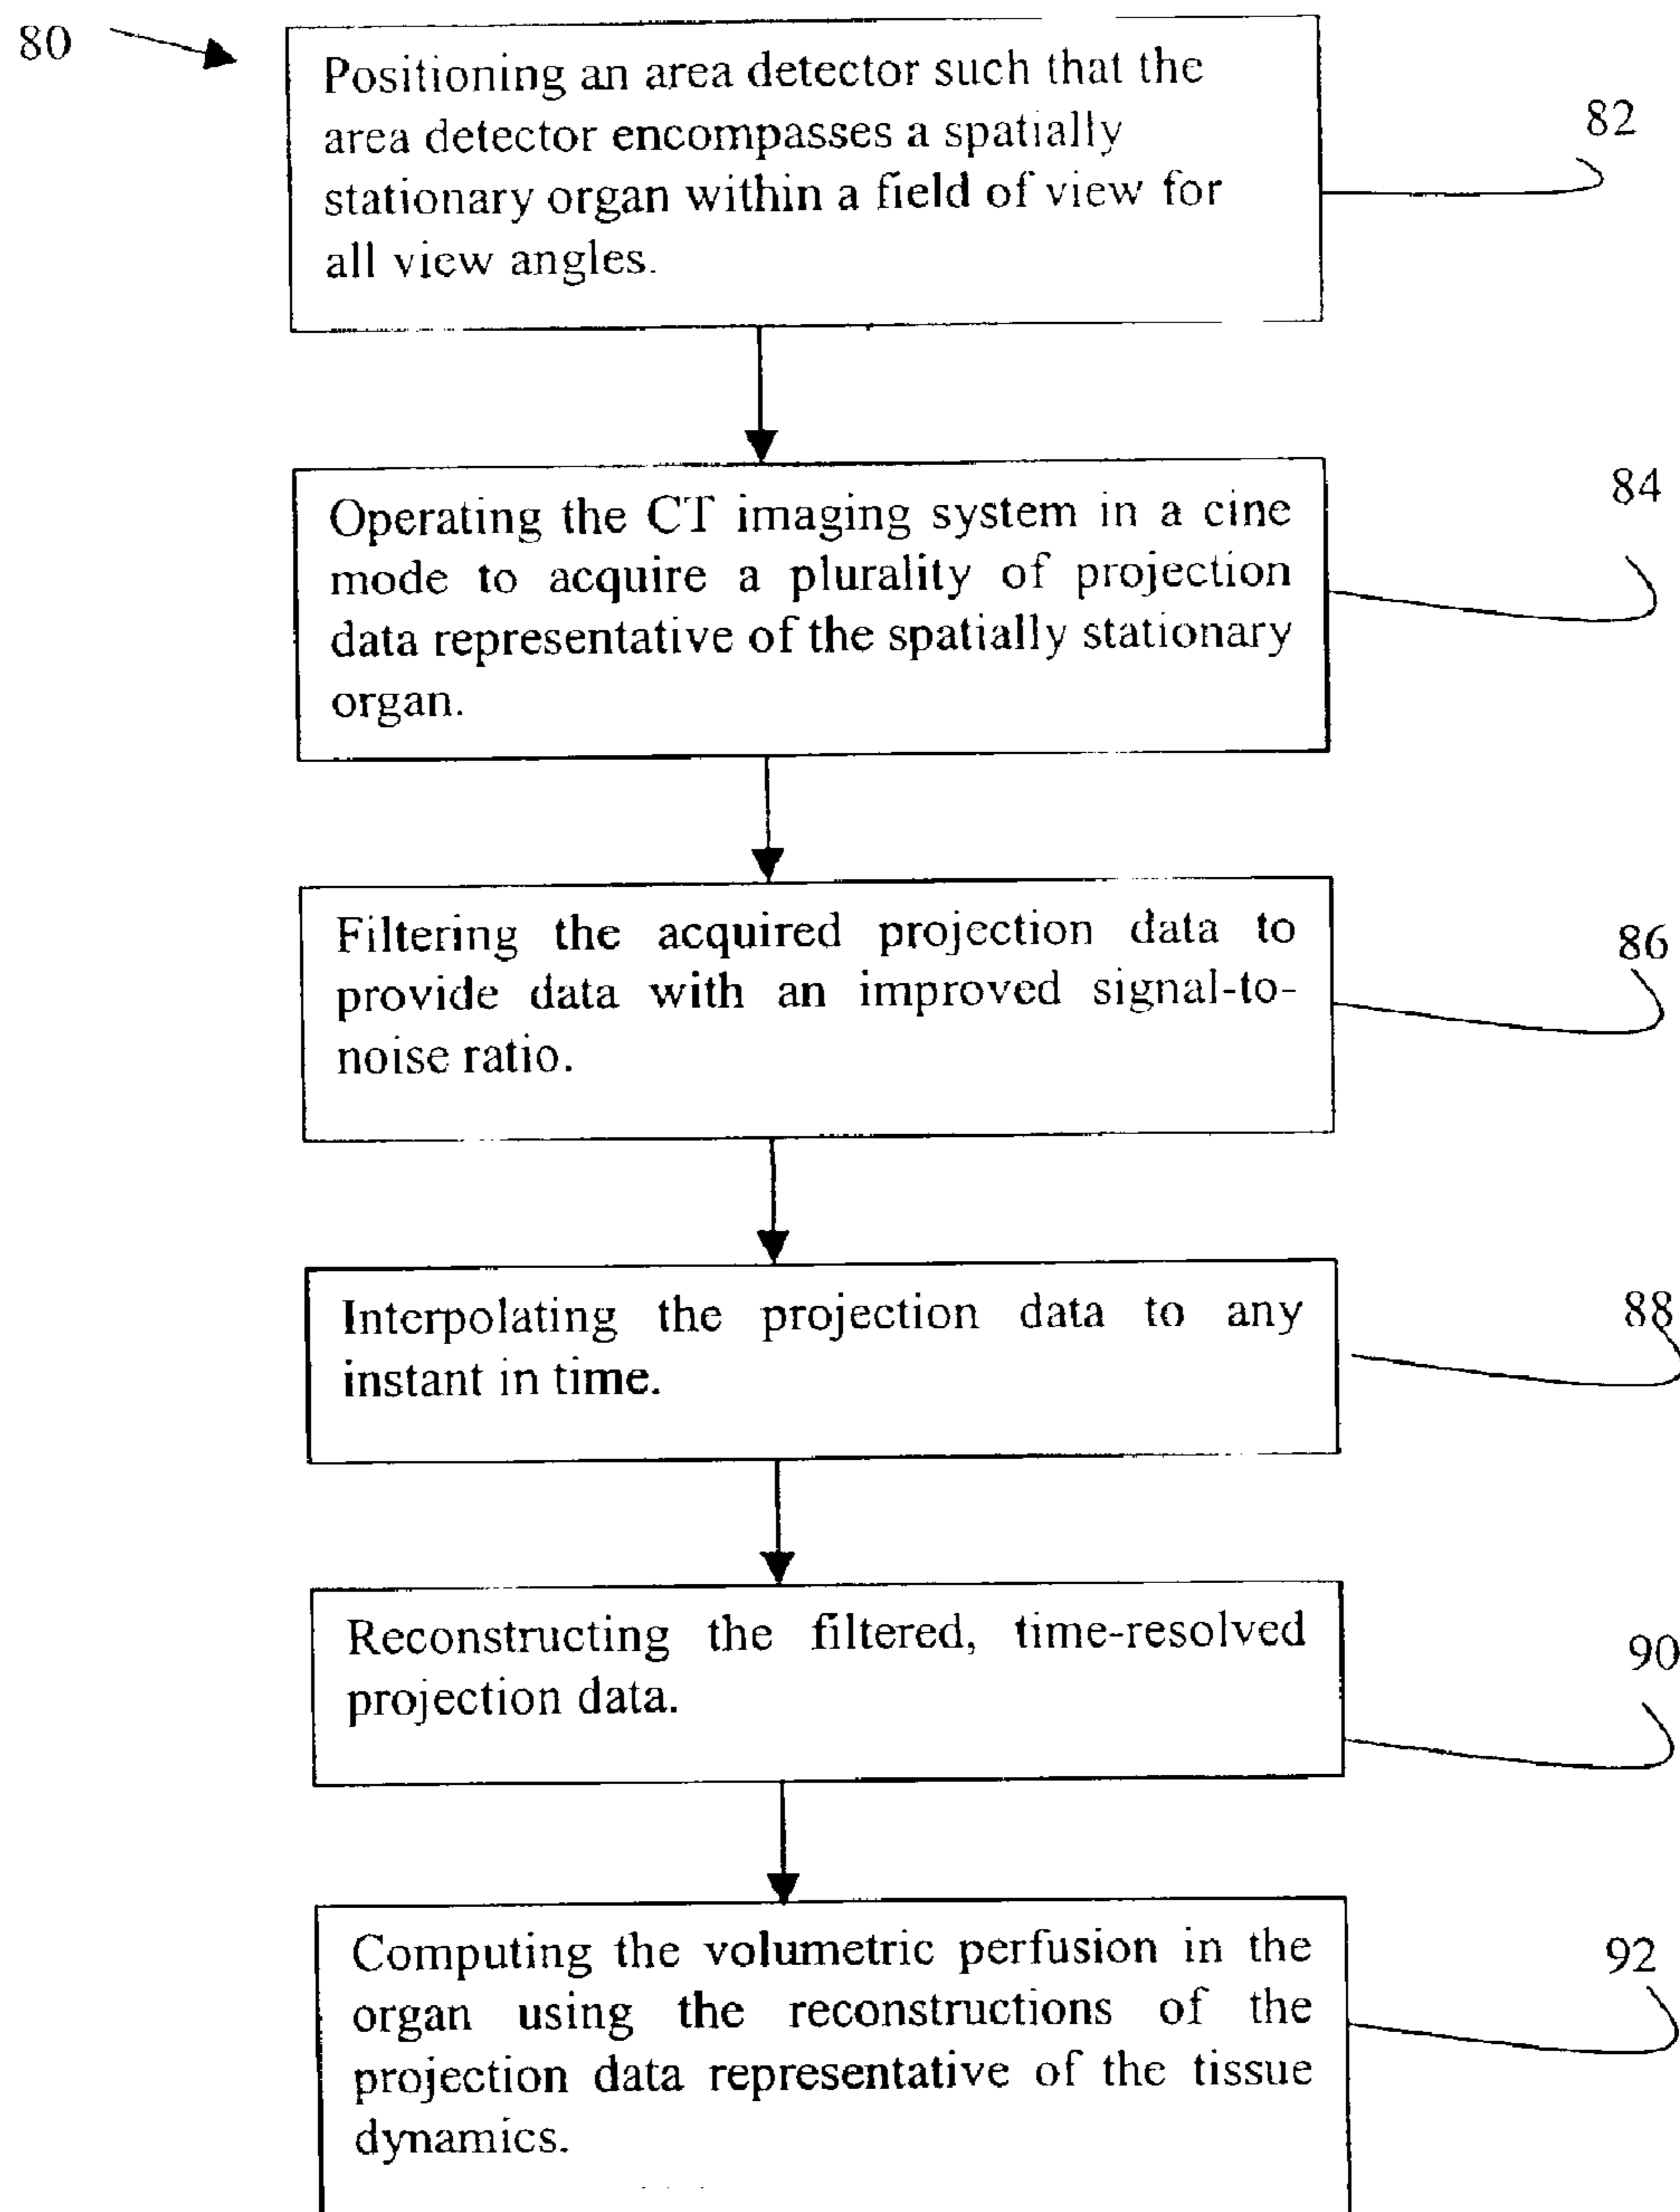 80
Positioning an area detector such that the
area detector encompasses a spatially
stationary organ within a field of view for
all view angles.
82
Operating the CT imaging system in a cine
mode to acquire a plurality of projection
data representative of the spatially stationary
organ.
84
Filtering the acquired projection data to
provide data with an improved signal-to-
noise ratio.
86
Interpolating the projection data to any
instant in time.
88
Reconstructing the filtered, time-resolved
projection data.
90
Computing the volumetric perfusion in the
organ using the reconstructions of the
projection data representative of the tissue
dynamics.
92